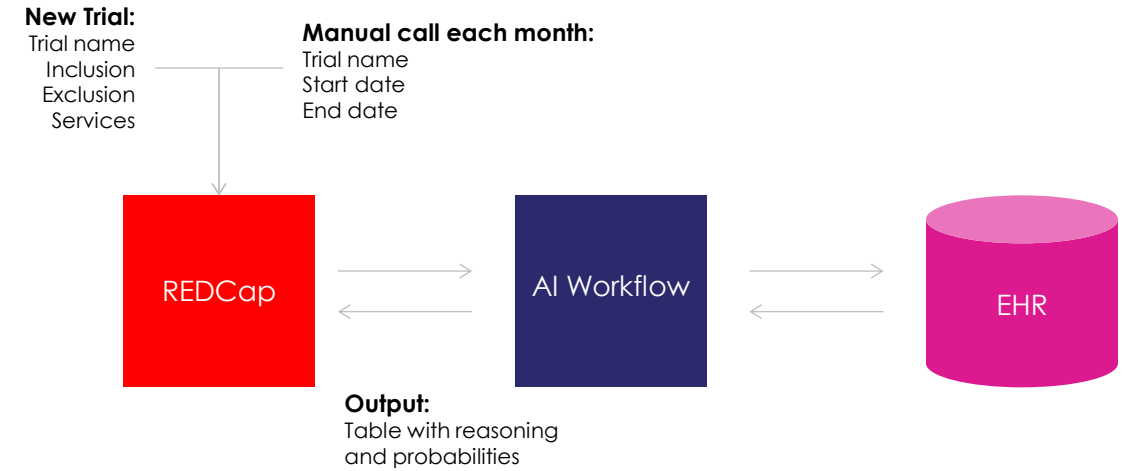 New Trial:
Trial name
Inclusion
Exclusion
Services
Manual call each month:
Trial name
Start date
End date
REDCap
AI Workflow
EHR
Output:
Table with reasoning
and probabilities